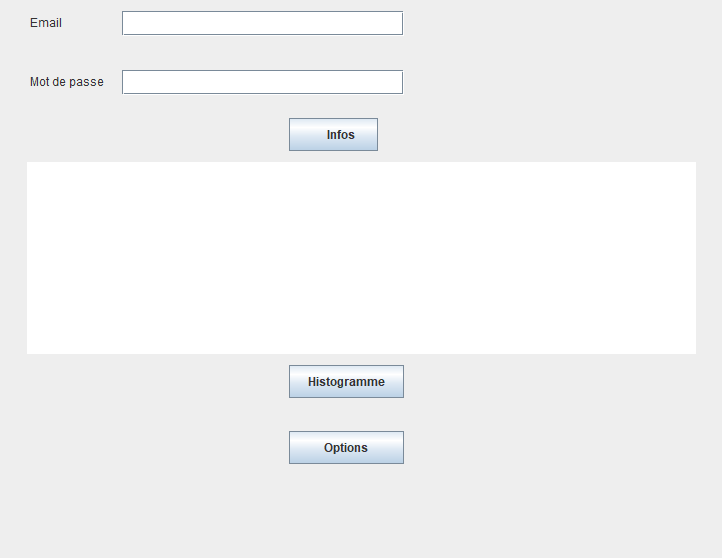 Email
Mot de passe
Infos
Histogramme
Options